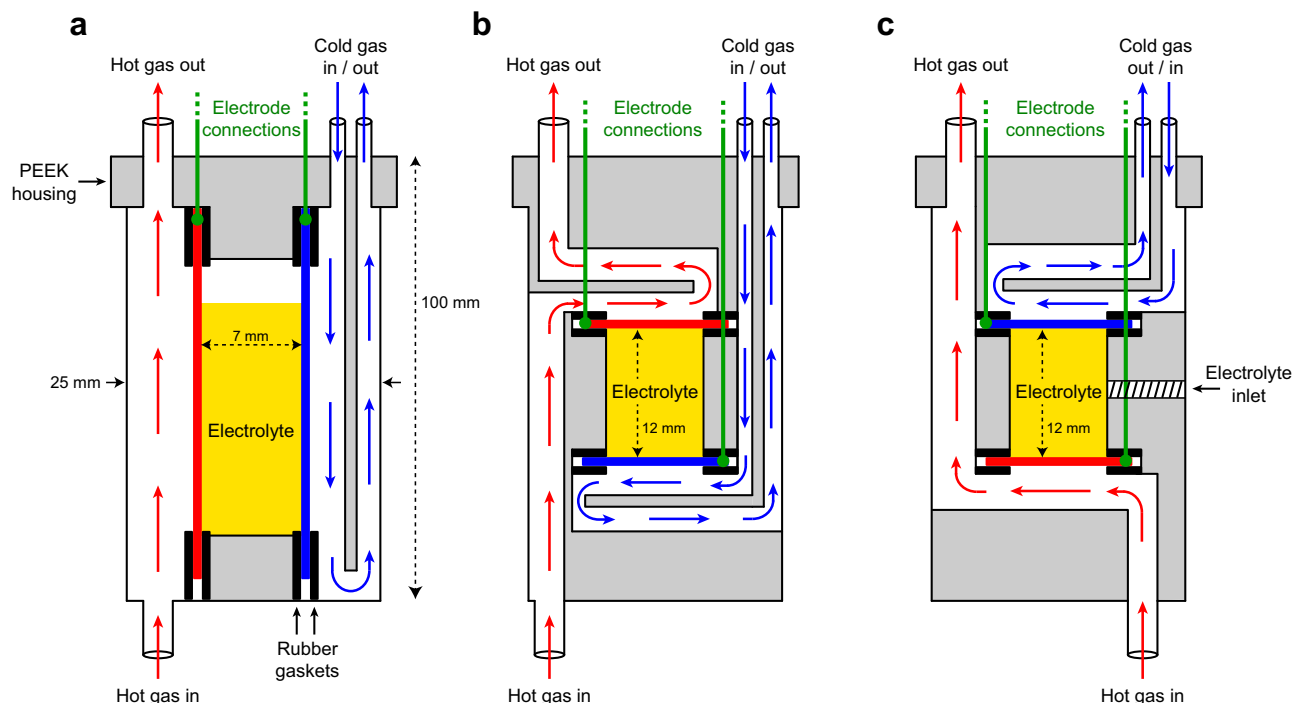 a
Hot gas out
Cold gas
in / out
Electrode
connections
PEEK
housing
100 mm
7 mm
25 mm
Electrolyte
Rubber
gaskets
Hot gas in
b
Hot gas out
Cold gas
in / out
Electrode
connections
Electrolyte
12 mm
Hot gas in
c
Hot gas out
Cold gas
out / in
Electrode
connections
Electrolyte
12 mm
Electrolyte
inlet
Hot gas in